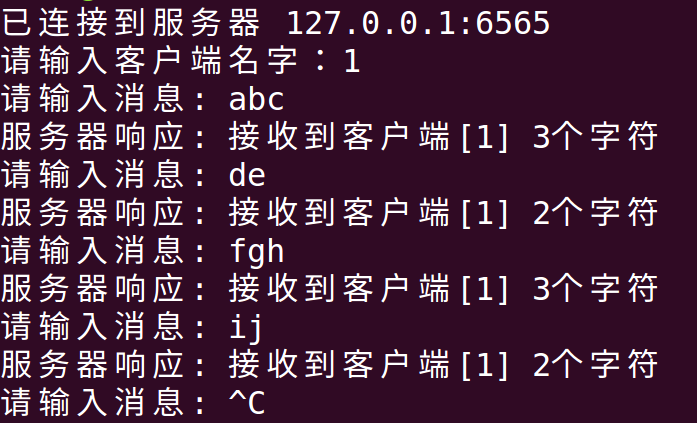 已连接到服务器 127.0.0.1:6565
请输入客户端名字：1
请输入消息: abc
服务器响应: 接收到客户端[1] 3个字符
请输入消息: de
服务器响应: 接收到客户端[1] 2个字符
请输入消息: fgh
服务器响应: 接收到客户端[1] 3个字符
请输入消息: ij
服务器响应: 接收到客户端[1] 2个字符
请输入消息: ^C